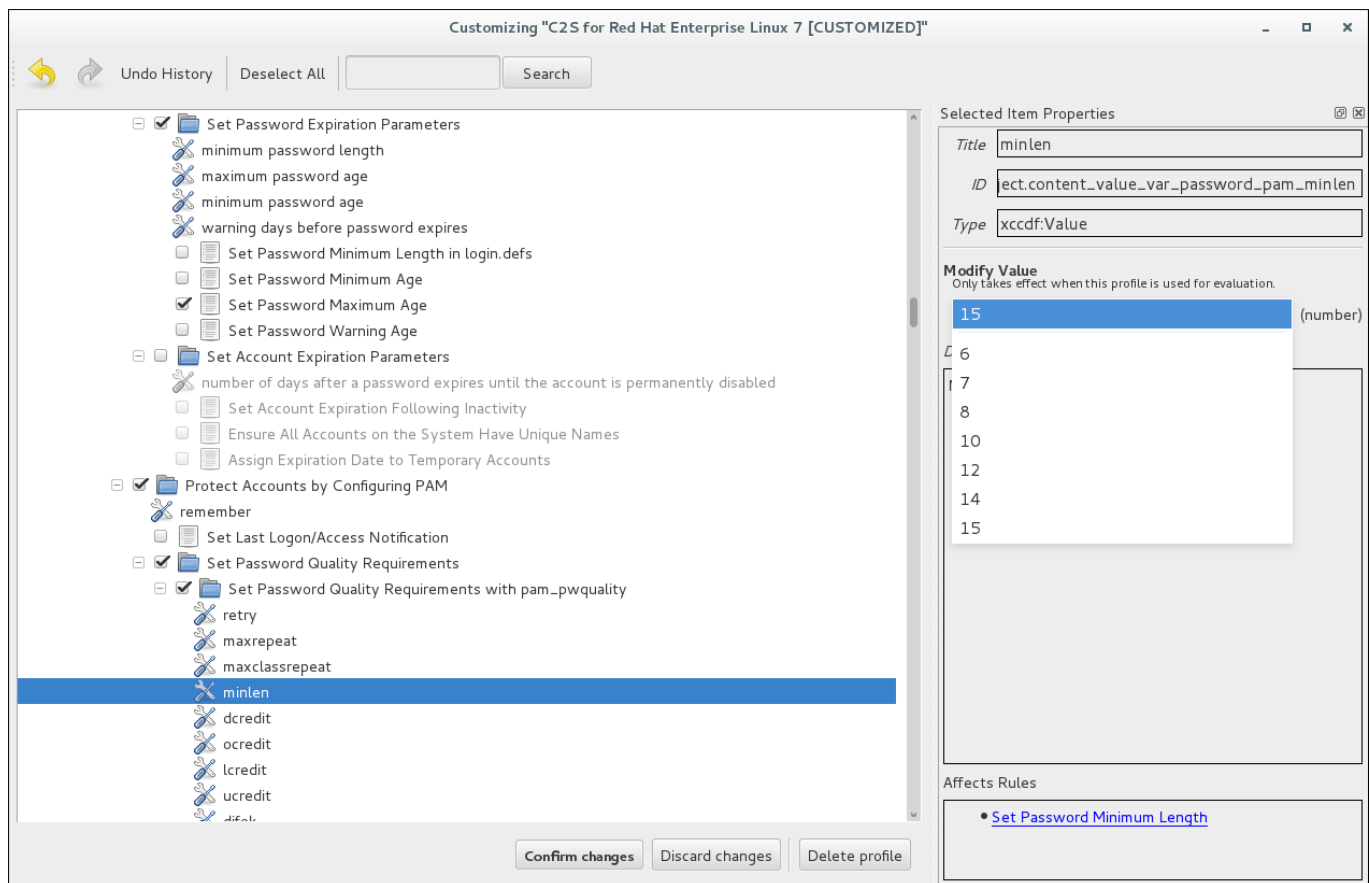 Customizing "C2S for Red Hat Enterprise Linux 7 [CUSTOMIZED]"
Undo History
Deselect All
Search
Set Password Expiration Parameters
minimum password length
maximum password age
minimum password age
warning days before password expires
Set Password Minimum Length in login.defs
Set Password Minimum Age
Set Password Maximum Age
Set Password Warning Age
Set Account Expiration Parameters
number of days after a password expires until the account is permanently disabled
Set Account Expiration Following Inactivity
Ensure All Accounts on the System Have Unique Names
Assign Expiration Date to Temporary Accounts
Protect Accounts by Configuring PAM
remember
Set Last Logon/Access Notification
Set Password Quality Requirements
Set Password Quality Requirements with pam_pwquality
retry
maxrepeat
maxclassrepeat
minlen
dcredit
ocredit
lcredit
ucredit
Confirm changes
Discard changes
Delete profile
Selected Item Properties
Title minlen
ID ject.content_value_var_password_pam_minlen
Type xccdf:Value
Modify Value
Only takes effect when this profile is used for evaluation.
15 (number)
6
7
8
10
12
14
15
Affects Rules
Set Password Minimum Length